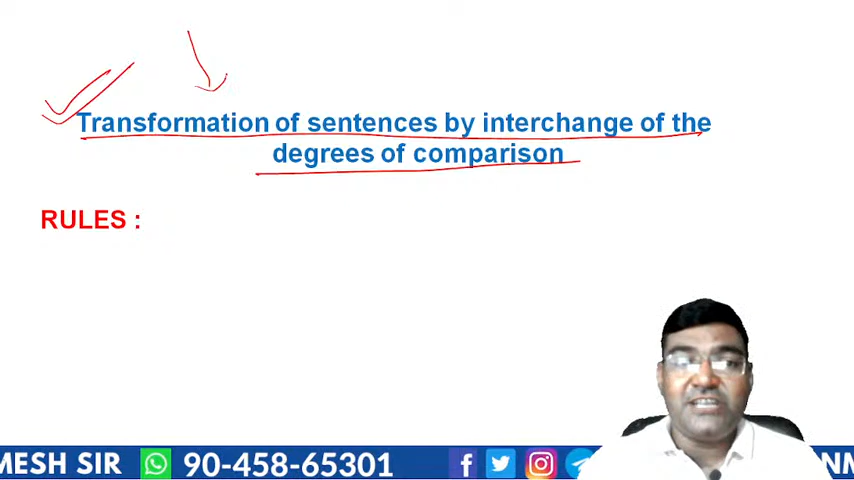 Transformation of sentences by interchange of the
degrees of comparison
RULES :
MESH SIR 90-458-65301